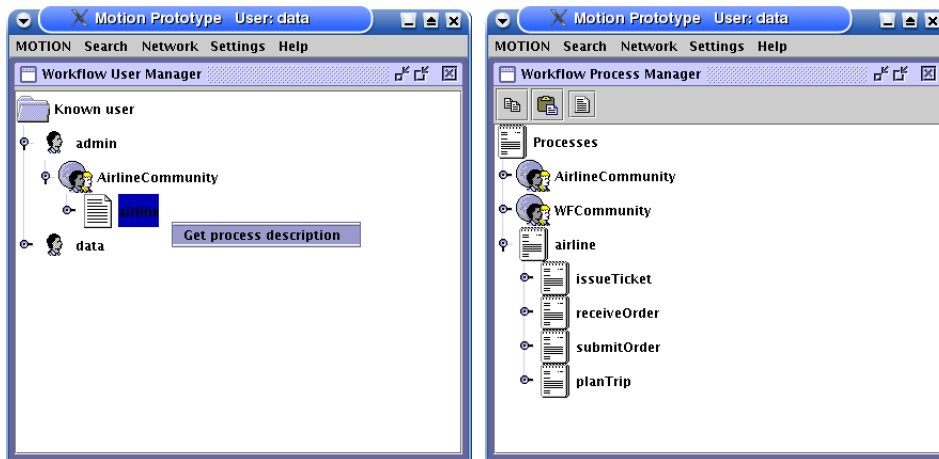 Motion Prototype   User: data
MOTION Search Network Settings Help
Workflow User Manager
Known user
admin
AirlineCommunity
airline
Get process description
data
Motion Prototype   User: data
MOTION Search Network Settings Help
Workflow Process Manager
Processes
AirlineCommunity
WFCommunity
airline
issueTicket
receiveOrder
submitOrder
planTrip